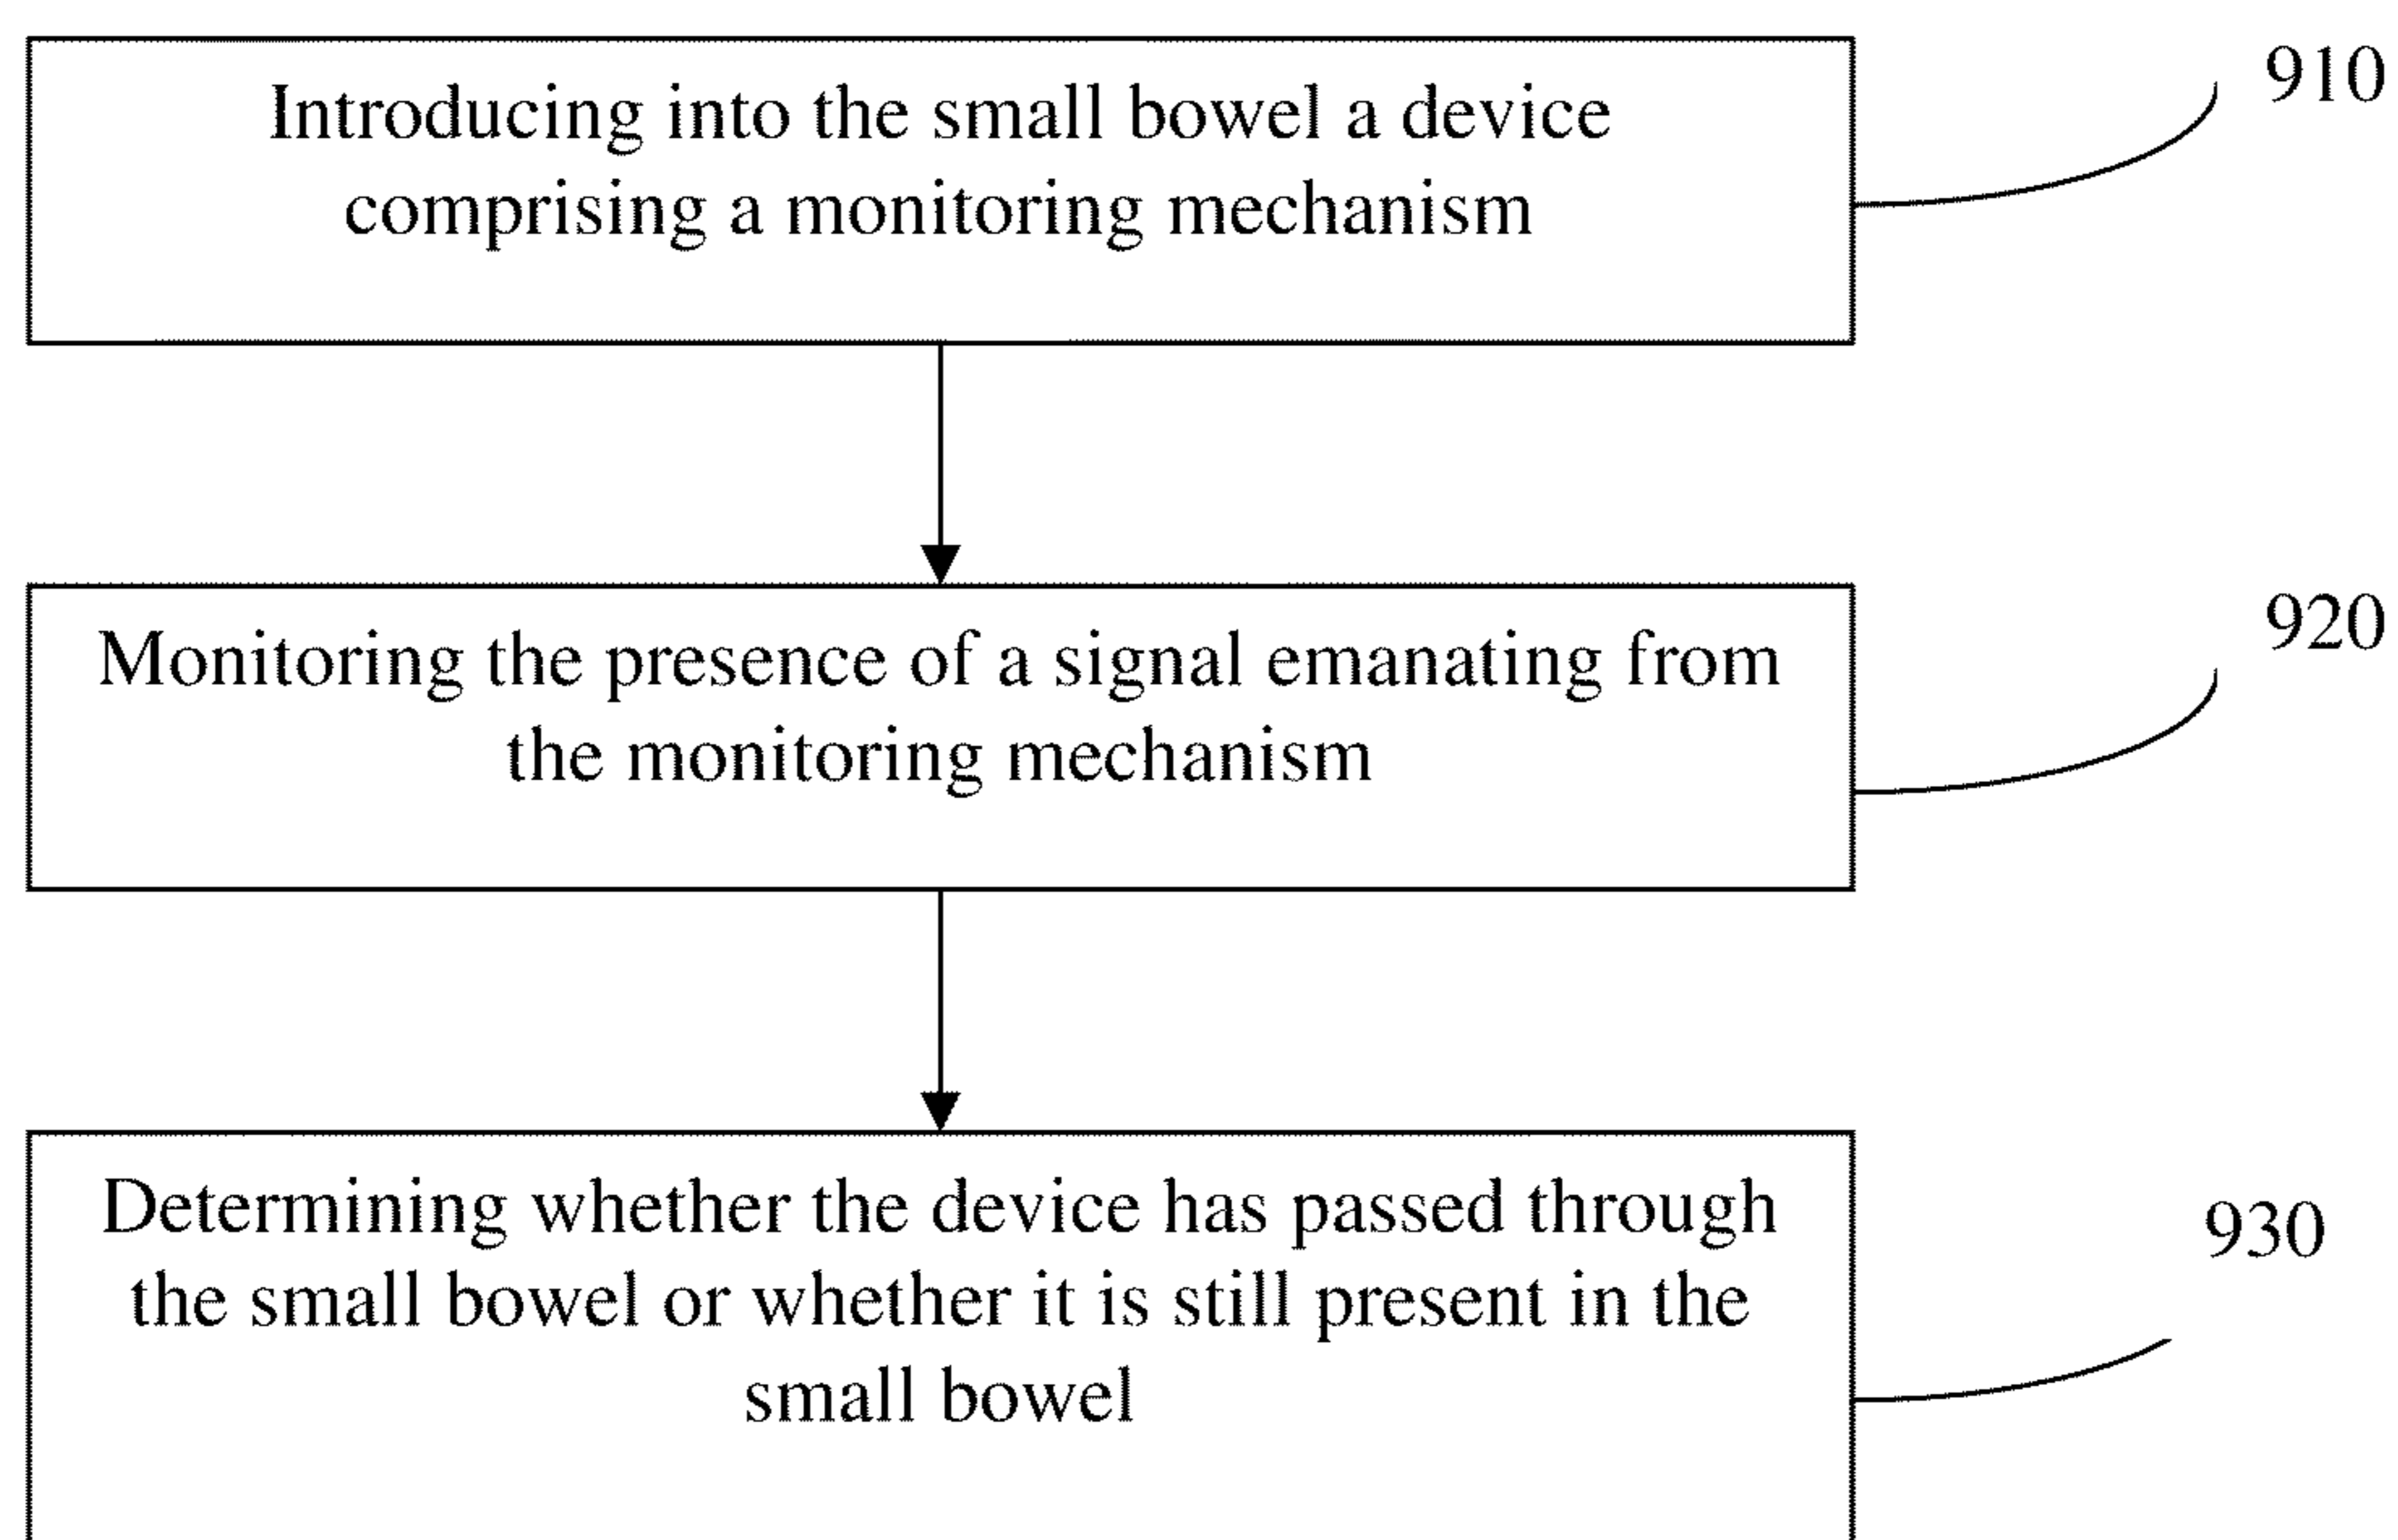 Introducing into the small bowel a device
comprising a monitoring mechanism
910
Monitoring the presence of a signal emanating from
the monitoring mechanism
920
Determining whether the device has passed through
the small bowel or whether it is still present in the
small bowel
930